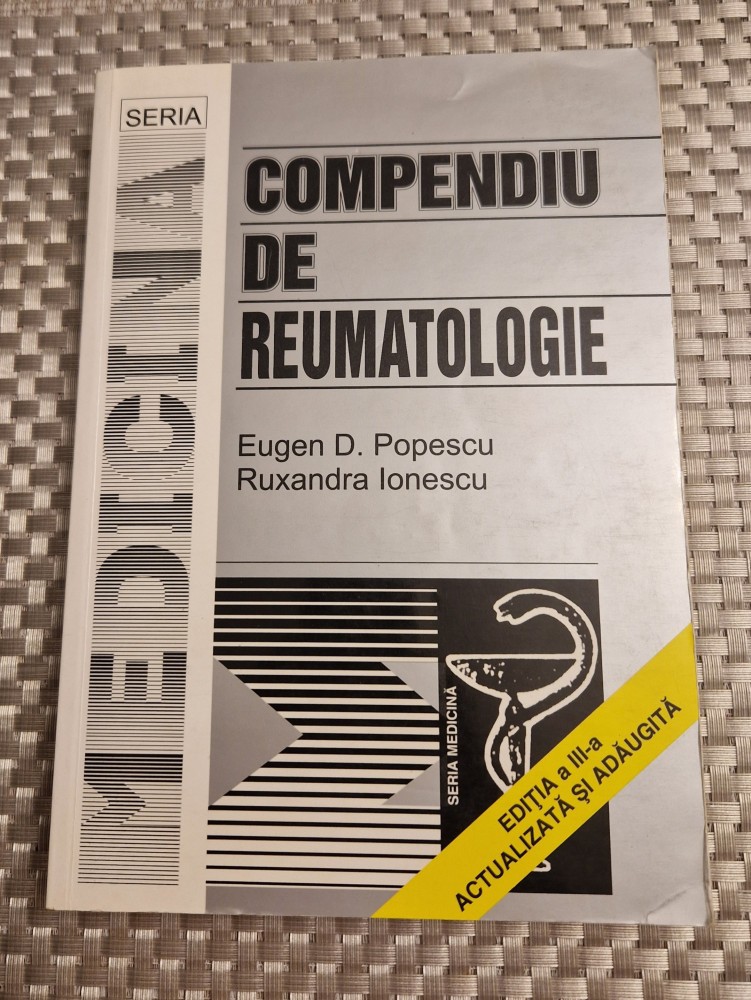 SERIA
MEDICINA
COMPENDIU
DE
REUMATOLOGIE
Eugen D. Popescu
Ruxandra Ionescu
SERIA MEDICINĂ
EDIȚIA a III-a
ACTUALIZATĂ ȘI ADĂUGITĂ